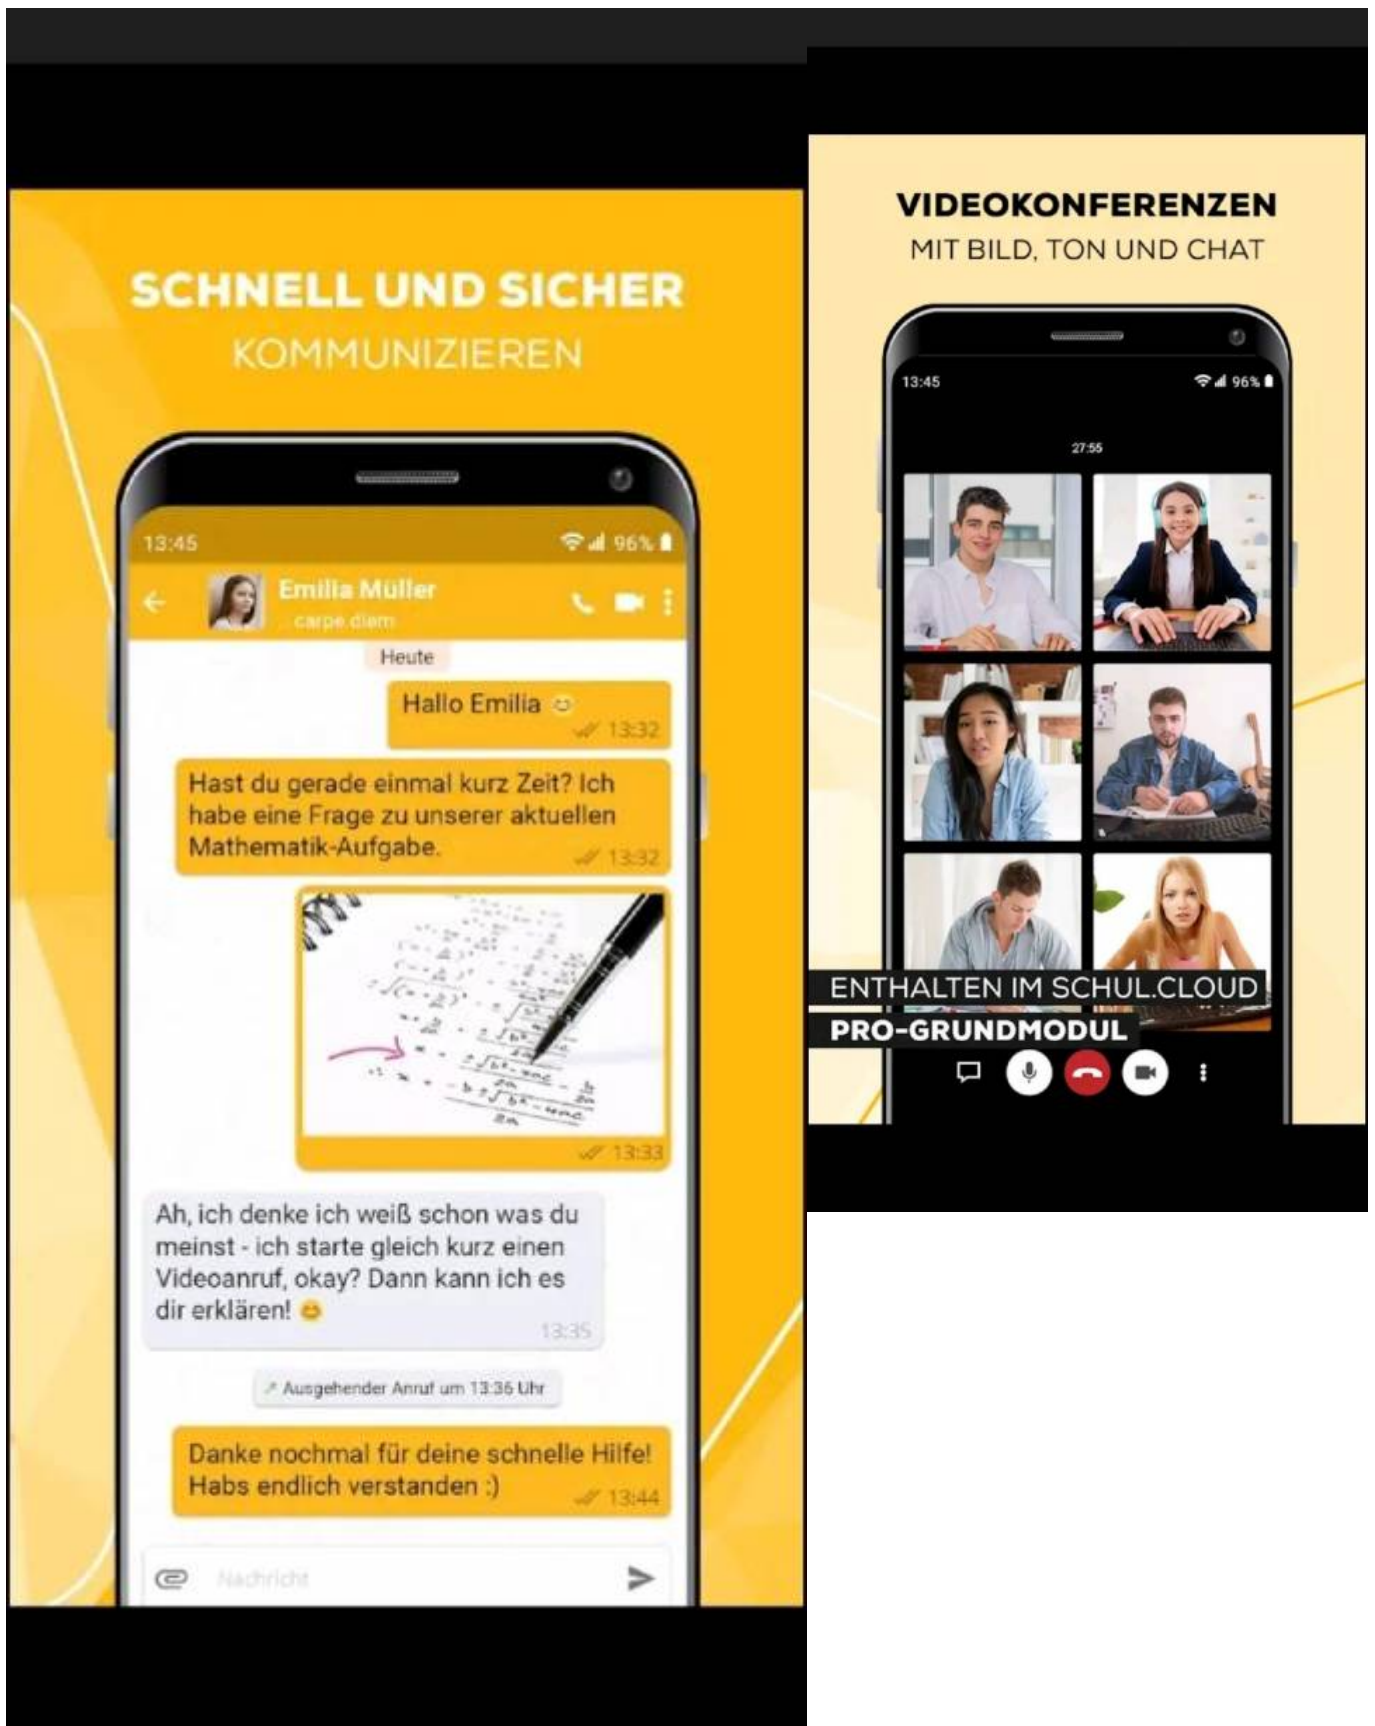 SCHNELL UND SICHER
KOMMUNIZIEREN
13:45
96%
Emilia Müller
carpe.diem
Heute
Hallo Emilia 😊
13:32
Hast du gerade einmal kurz Zeit? Ich
habe eine Frage zu unserer aktuellen
Mathematik-Aufgabe.
13:32
13:33
Ah, ich denke ich weiß schon was du
meinst - ich starte gleich kurz einen
Videoanruf, okay? Dann kann ich es
dir erklären! 😊
13:35
Ausgehender Anruf um 13:36 Uhr
Danke nochmal für deine schnelle Hilfe!
Habs endlich verstanden :)
13:44
Nachricht
VIDEOKONFERENZEN
MIT BILD, TON UND CHAT
13:45
96%
27:55
ENTHALTEN IM SCHUL.CLOUD
PRO-GRUNDMODUL